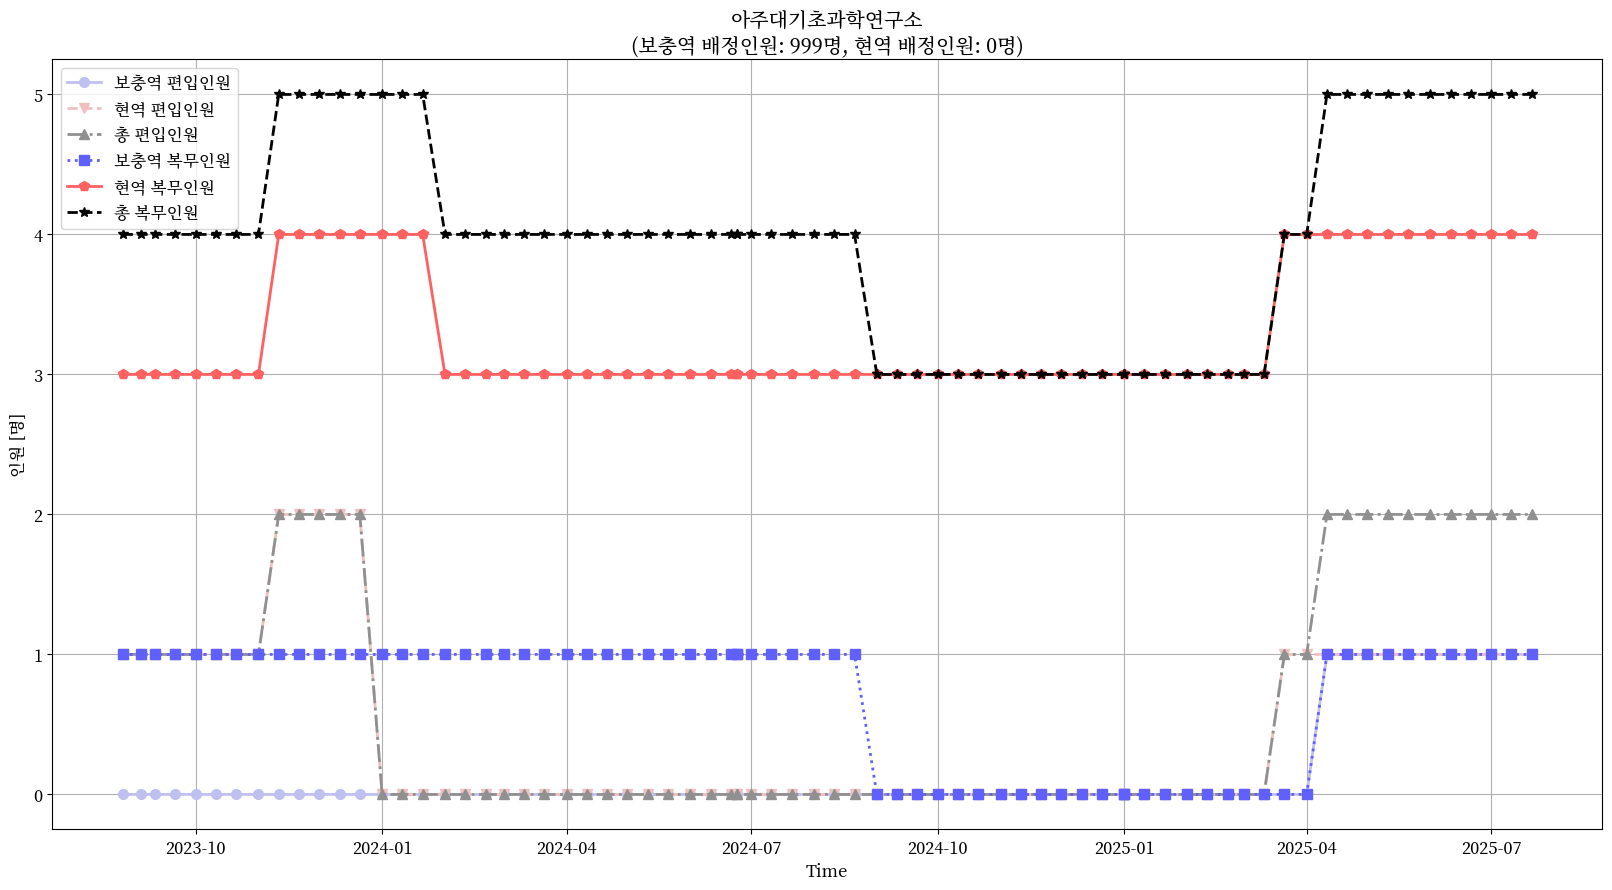 아주대기초과학연구소
(보충역 배정인원: 999명, 현역 배정인원: 0명)
보충역 편입인원
현역 편입인원
총 편입인원
보충역 복무인원
현역 복무인원
총 복무인원
5
4
3
2
1
0
인원 [명]
2023-10
2024-01
2024-04
2024-07
2024-10
2025-01
2025-04
2025-07
Time